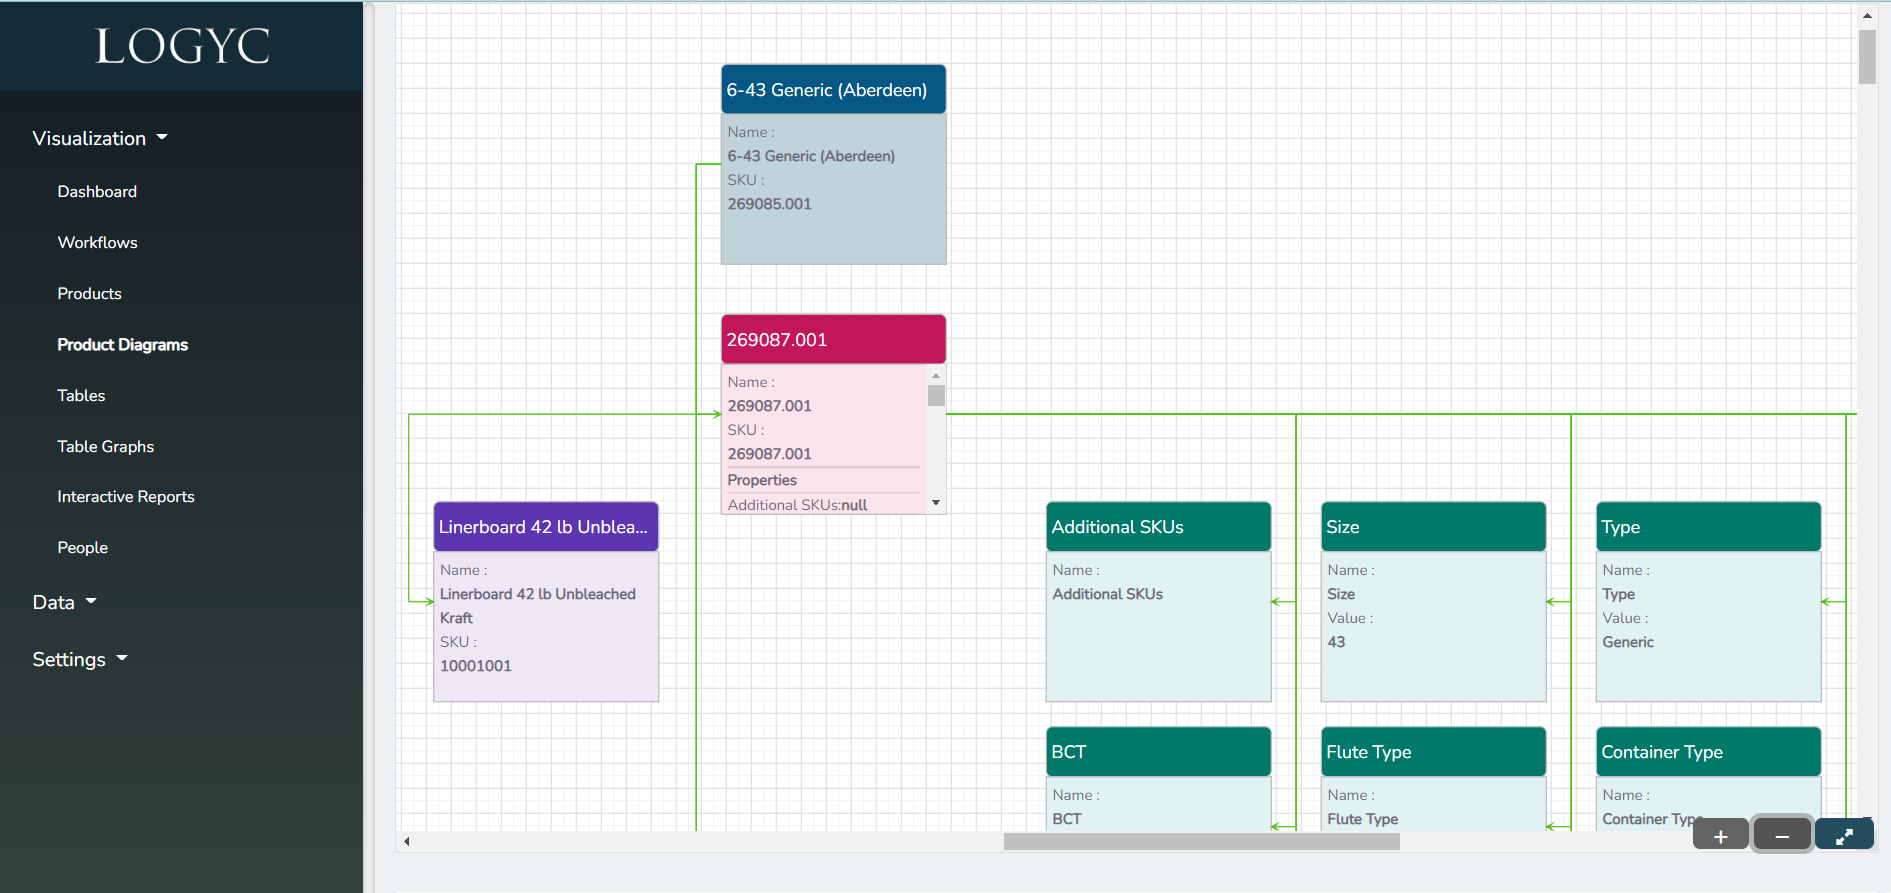 LOGYC
Visualization
Dashboard
Workflows
Products
Product Diagrams
Tables
Table Graphs
Interactive Reports
People
Data
Settings
6-43 Generic (Aberdeen)
Name :
6-43 Generic (Aberdeen)
SKU :
269085.001
269087.001
Name :
269087.001
SKU :
269087.001
Properties
Additional SKUs:null
Linerboard 42 lb Unblea...
Name :
Linerboard 42 lb Unbleached
Kraft
SKU :
10001001
Additional SKUs
Name :
Additional SKUs
Size
Name :
Size
Value :
43
Type
Name :
Type
Value :
Generic
BCT
Name :
BCT
Flute Type
Name :
Flute Type
Container Type
Name :
Container Type